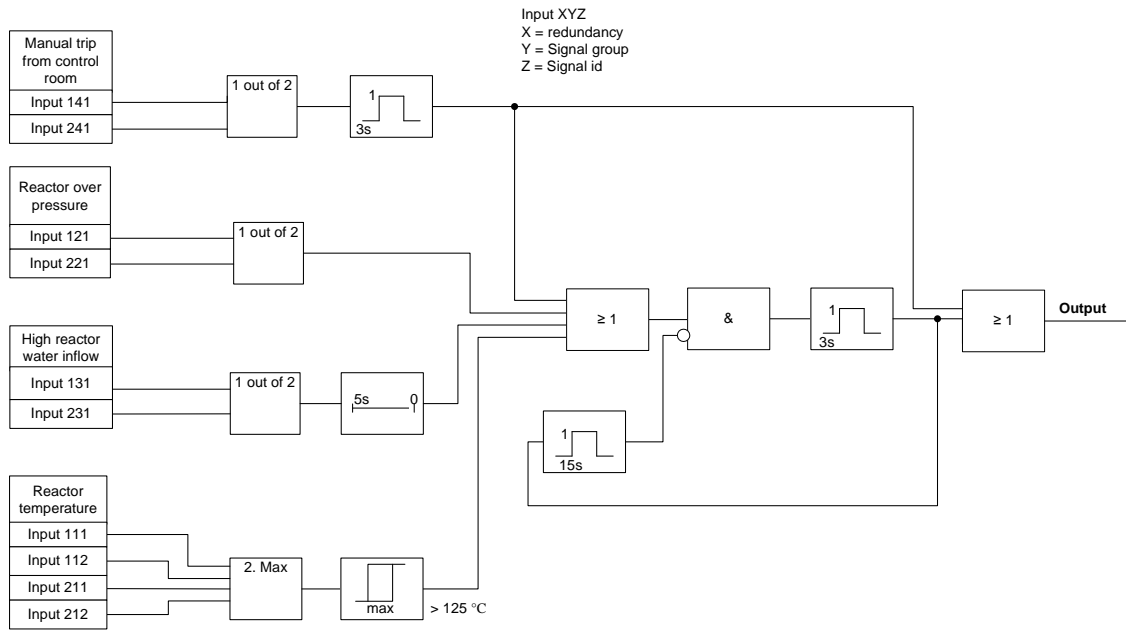 Input XYZ
X = redundancy
Y = Signal group
Z = Signal id
Manual trip
from control
room
Input 141
Input 241
1 out of 2
1
3s
Reactor over
pressure
Input 121
Input 221
1 out of 2
High reactor
water inflow
Input 131
Input 231
1 out of 2
5s 0
Reactor
temperature
Input 111
Input 112
Input 211
Input 212
2. Max
max
> 125 °C
≥ 1
&
1
3s
1
15s
≥ 1
Output